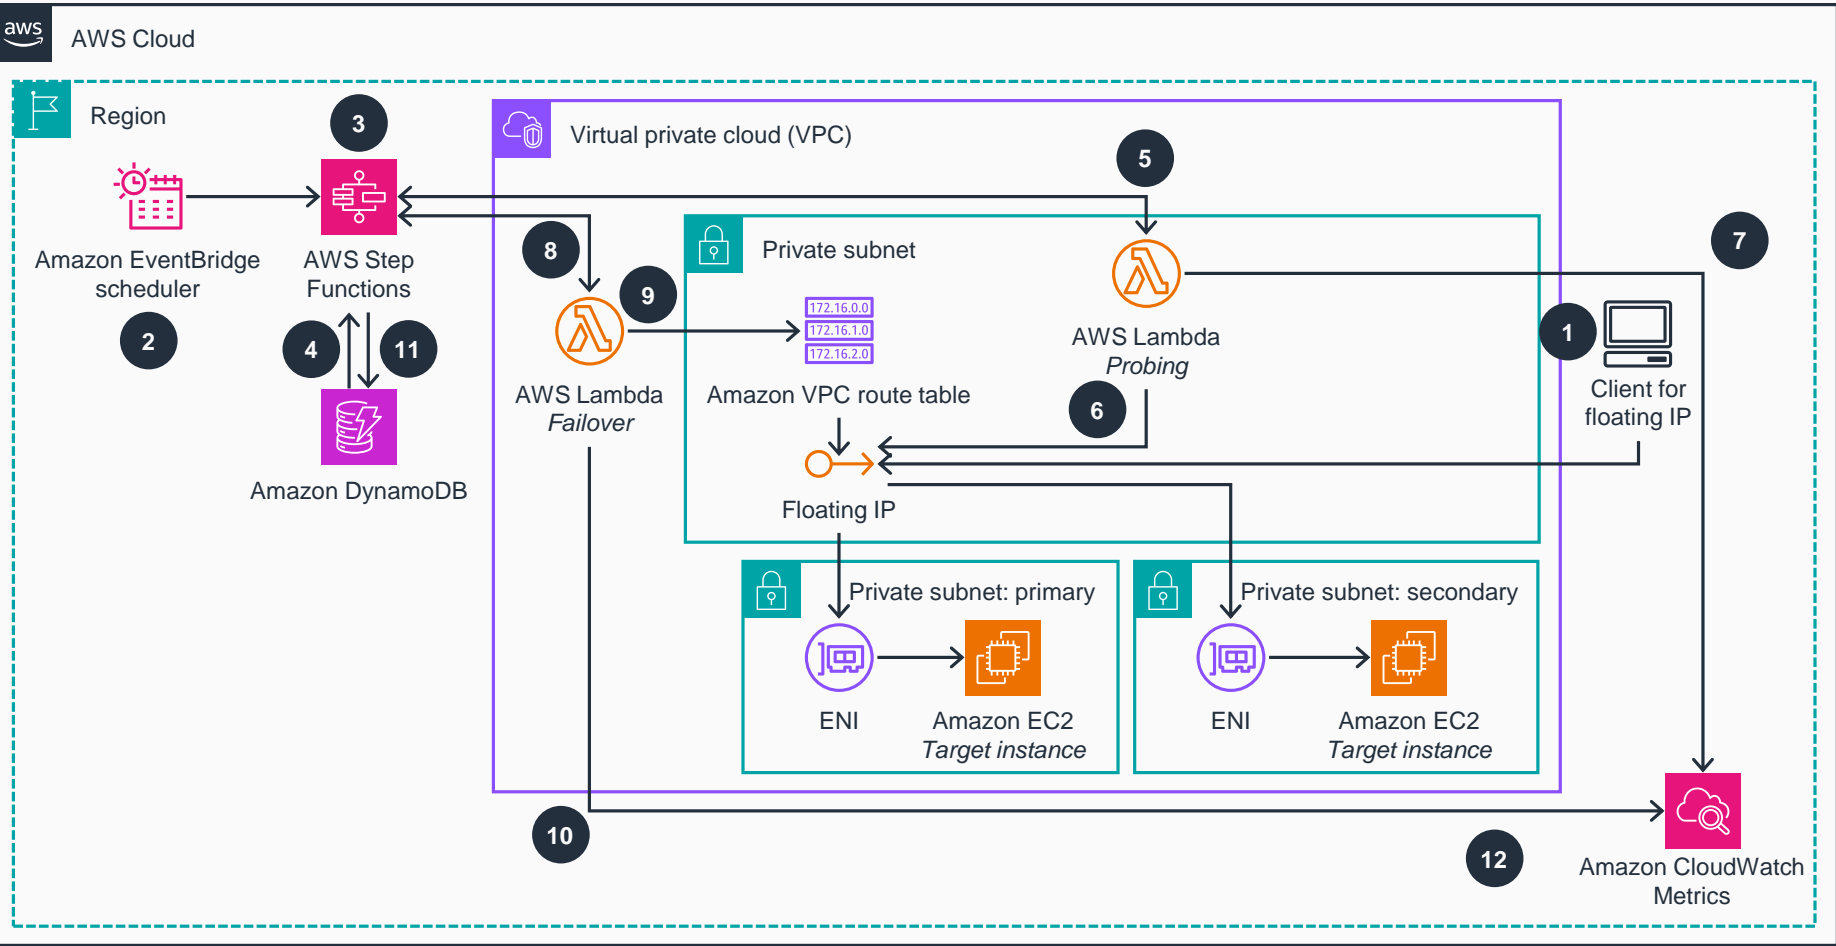 aws
AWS Cloud
Region
3
Virtual private cloud (VPC)
5
7
Amazon EventBridge
scheduler
AWS Step
Functions
8
Private subnet
9
2
4
11
172.16.0.0
172.16.1.0
172.16.2.0
AWS Lambda
Probing
1
AWS Lambda
Failover
Amazon VPC route table
6
Client for
floating IP
Amazon DynamoDB
Floating IP
Private subnet: primary
Private subnet: secondary
ENI
Amazon EC2
Target instance
ENI
Amazon EC2
Target instance
10
12
Amazon CloudWatch
Metrics